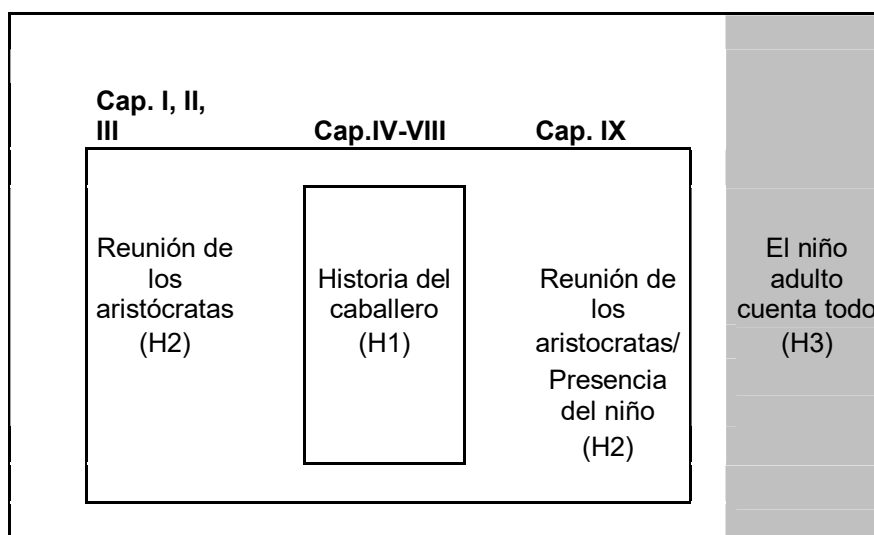 Cap. I, II,
III
Cap.IV-VIII
Cap. IX
Reunión de
los
aristócratas
(H2)
Historia del
caballero
(H1)
Reunión de
los
aristocratas/
Presencia
del niño
(H2)
El niño
adulto
cuenta todo
(H3)